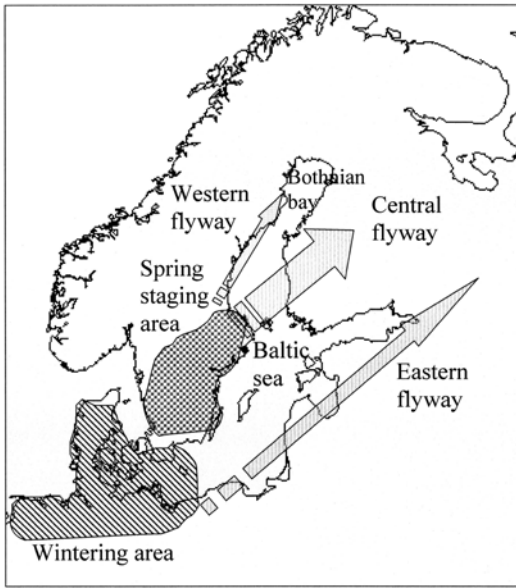 Bothnian
bay
Western
flyway
Central
flyway
Spring
staging
area
Baltic
sea
Eastern
flyway
Wintering area